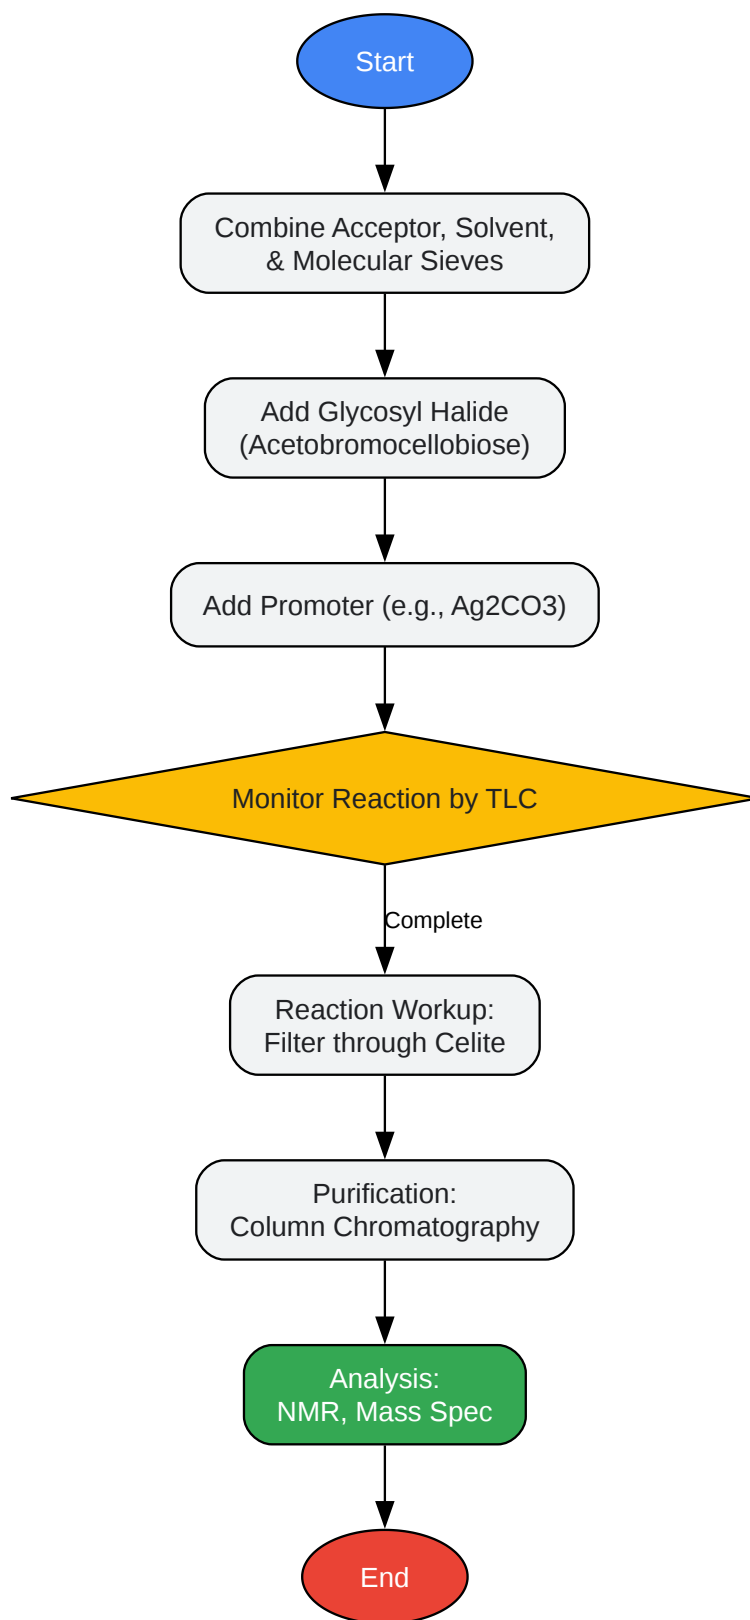 Start
Combine Acceptor, Solvent,
& Molecular Sieves
Add Glycosyl Halide
(Acetobromocellobiose)
Add Promoter (e.g., Ag2CO3)
Monitor Reaction by TLC
Complete
Reaction Workup:
Filter through Celite
Purification:
Column Chromatography
Analysis:
NMR, Mass Spec
End